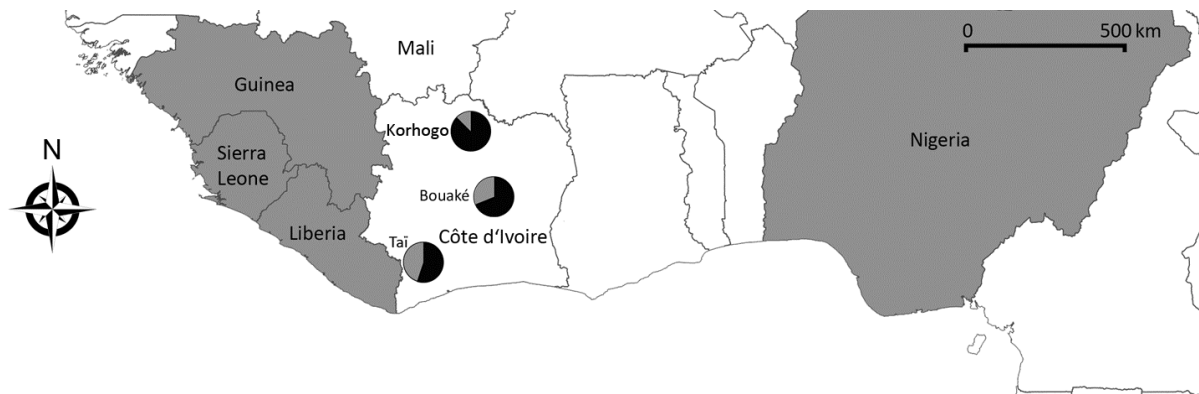 0 500 km
Mali
Guinea
Korhogo
N
Sierra
Leone
Nigeria
Bouaké
Liberia
Taï
Côte d‘Ivoire